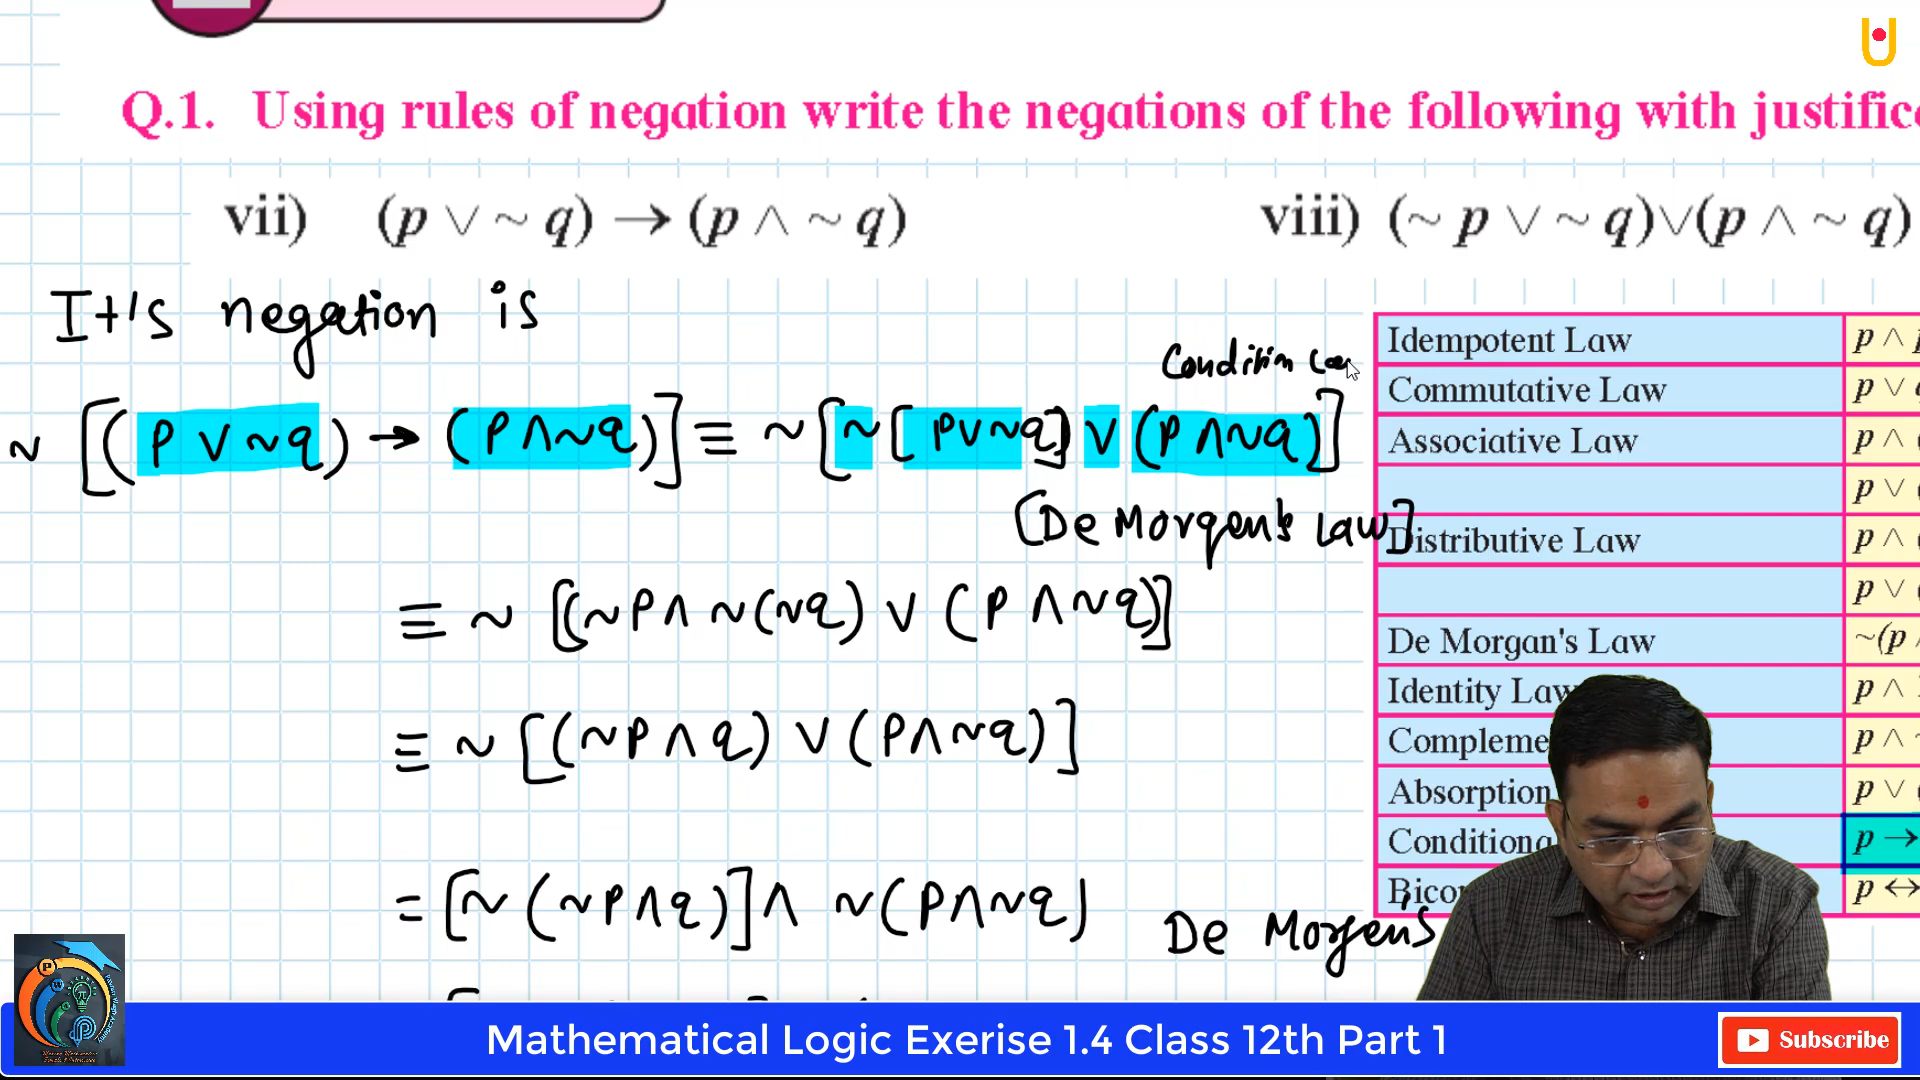 Q.1. Using rules of negation write the negations of the following with justific
vii) (p ∨ ~ q) → (p ∧ ~ q)
viii) (~ p ∨ ~ q)∨(p ∧ ~ q)
It's negation is
Condition Law
~ [(P ∨ ~q) → (P ∧ ~q)] ≡ ~ [~ [P ∨ ~q] ∨ (P ∧ ~q)]
[De Morgen's Law]
≡ ~ [(~P ∧ ~(~q) ∨ (P ∧ ~q)]
≡ ~ [(~P ∧ q) ∨ (P ∧ ~q)]
= [~ (~P ∧ q)] ∧ ~(P ∧ ~q)
De Morgen's
Idempotent Law p ∧ p
Commutative Law p ∨ q
Associative Law p ∧ (
p ∨ (
Distributive Law p ∧ (
p ∨ (
De Morgan's Law ~(p ∧
Identity Law p ∧
Compleme p ∧ ~
Absorption p ∨ (
Conditiona p →
Bico p ↔
Mathematical Logic Exerise 1.4 Class 12th Part 1
Subscribe